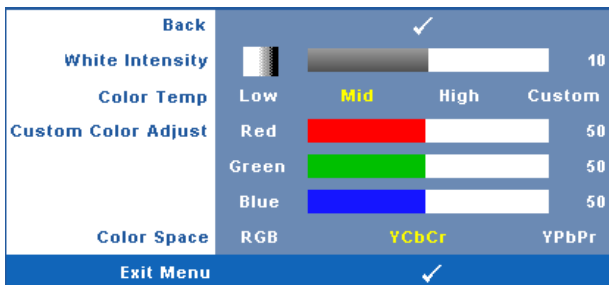 Back
White Intensity 10
Color Temp Low Mid High Custom
Custom Color Adjust Red 50
Green 50
Blue 50
Color Space RGB YCbCr YPbPr
Exit Menu